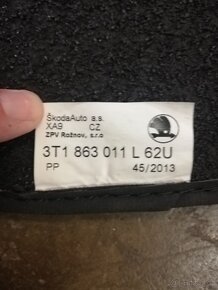 ŠkodaAuto a.s.
XA9 CZ
ZPV Rožnov, s.r.o
3T1 863 011 L 62U
PP 45/2013